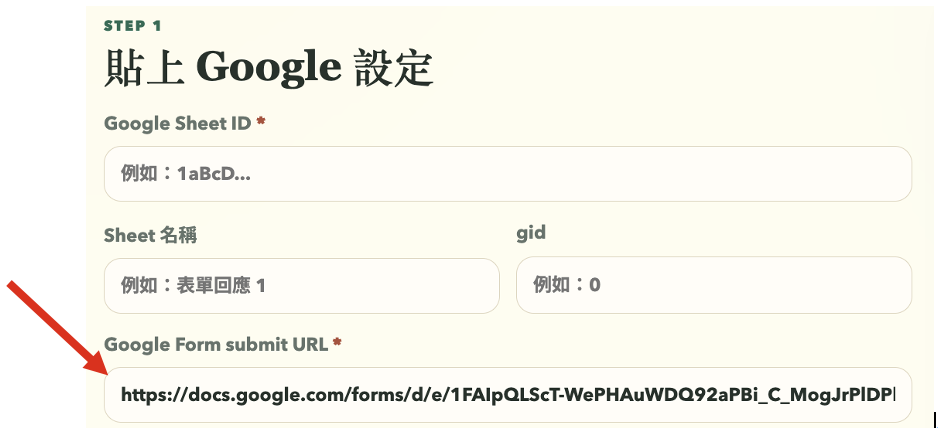 STEP 1
貼上 Google 設定
Google Sheet ID *
例如：1aBcD...
Sheet 名稱
gid
例如：表單回應 1
例如：0
Google Form submit URL *
https://docs.google.com/forms/d/e/1FAIpQLScT-WePHAuWDQ92aPBi_C_MogJrPlDP